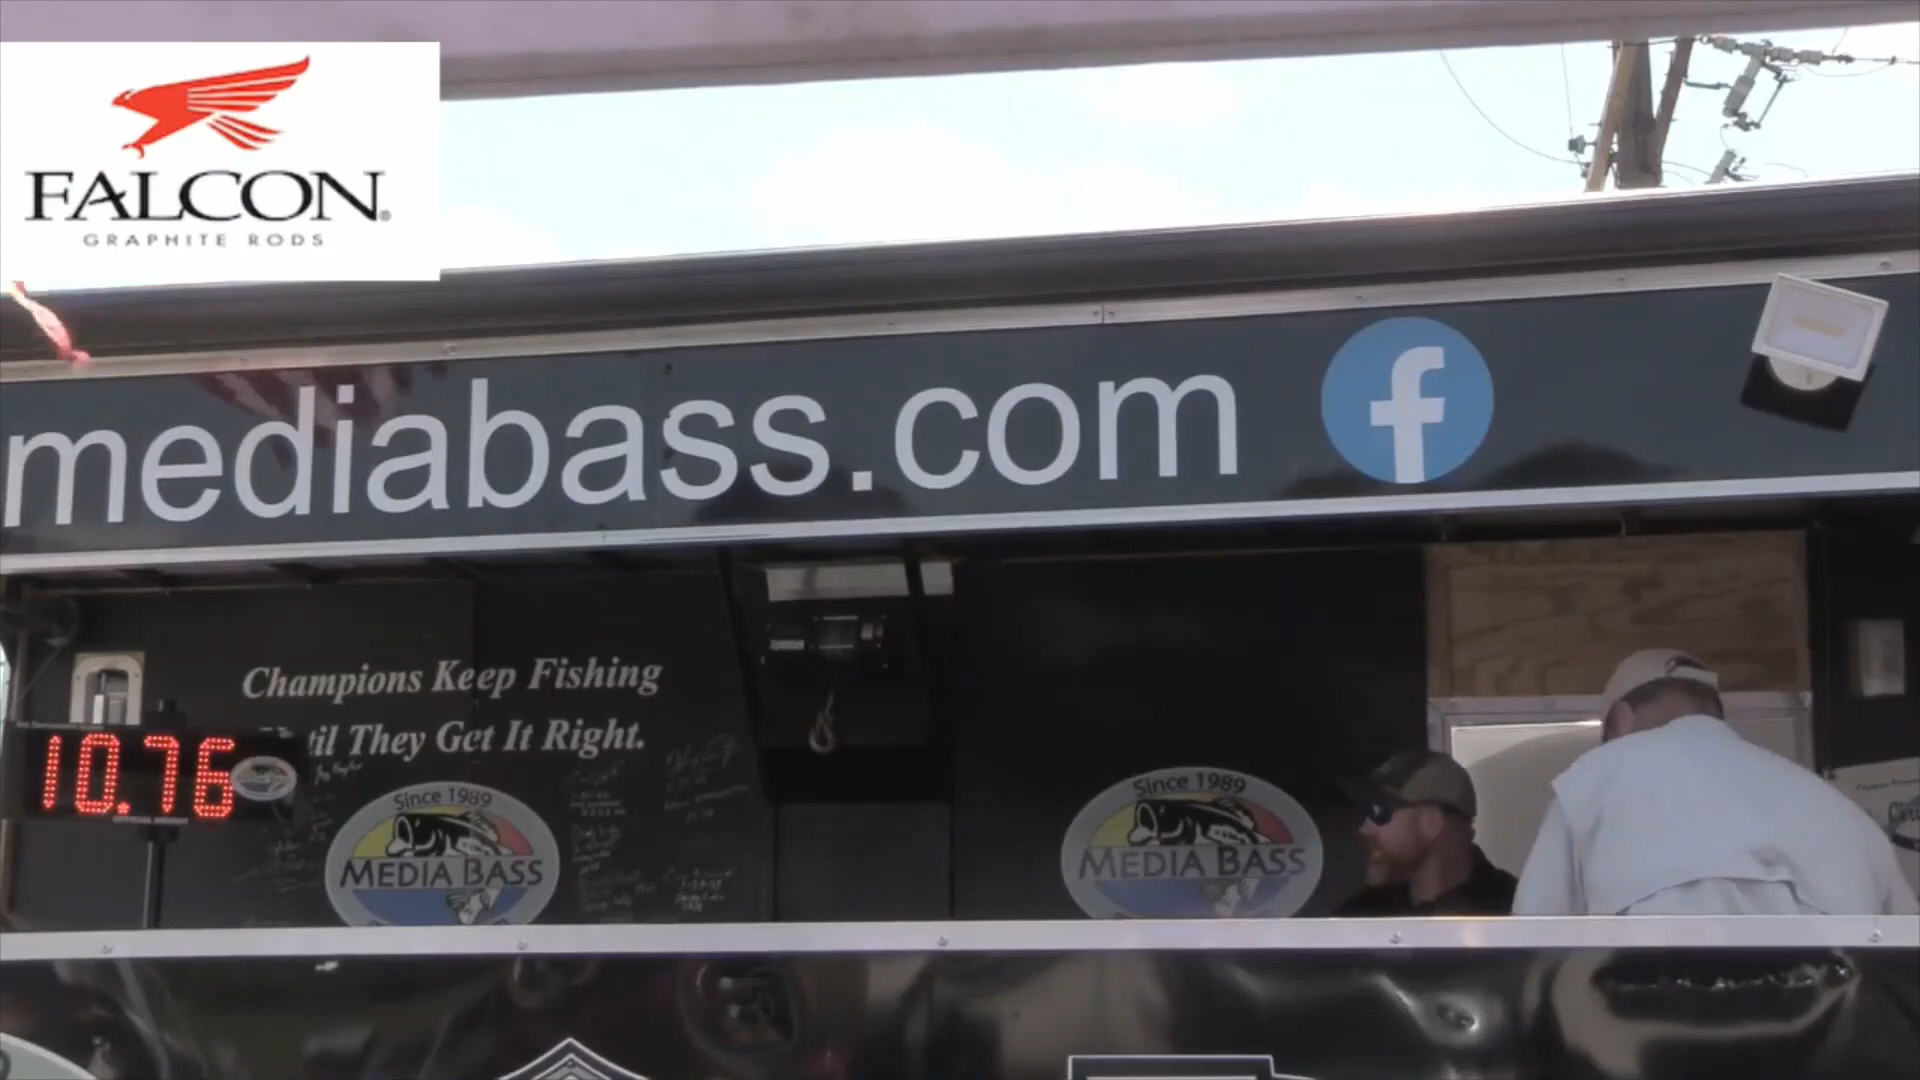 FALCON®
GRAPHITE RODS
mediabass.com f
Champions Keep Fishing
They Get It Right.
10.76
Since 1989
MEDIA BASS
Since 1989
MEDIA BASS